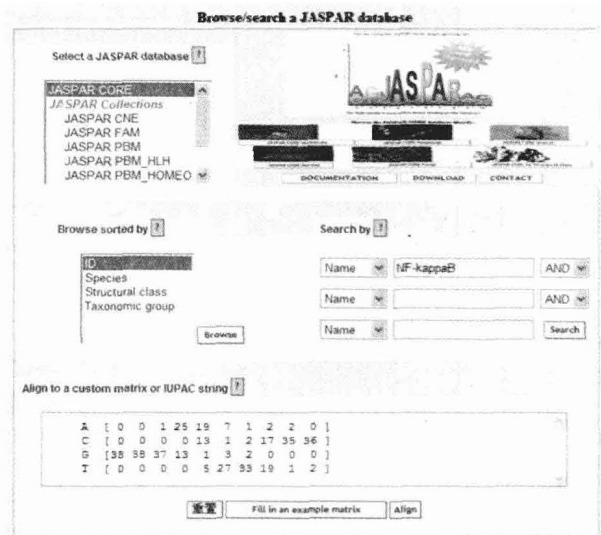 Browse/search a JASPAR database
Select a JASPAR database ?
JASPAR CORE
JASPAR Collections
JASPAR CNE
JASPAR FAM
JASPAR PBM
JASPAR PBM_HLH
JASPAR PBM_HOMEO
JASPAR
DOCUMENTATION DOWNLOAD CONTACT
Browse sorted by ?
ID
Species
Structural class
Taxonomic group
Browse
Search by ?
Name NF-kappaB AND
Name AND
Name Search
Align to a custom matrix or IUPAC string ?
A [ 0 0 1 25 19 7 1 2 2 0 ]
C [ 0 0 0 0 13 1 2 17 35 36 ]
G [38 38 37 13 1 3 2 0 0 0 ]
T [ 0 0 0 0 5 27 33 19 1 2 ]
重置 Fill in an example matrix Align